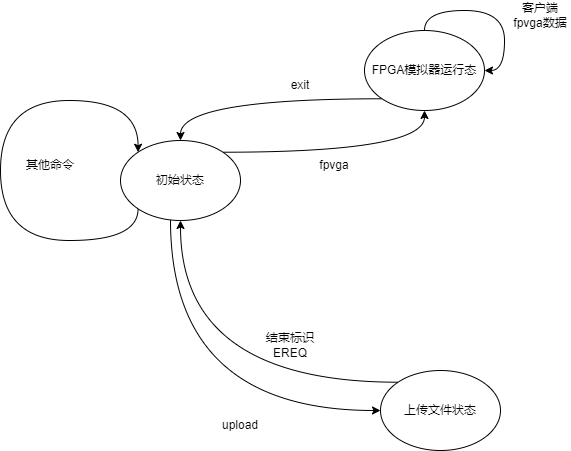 客户端
fpvga数据
FPGA模拟器运行态
exit
fpvga
其他命令
初始状态
结束标识
EREQ
上传文件状态
upload